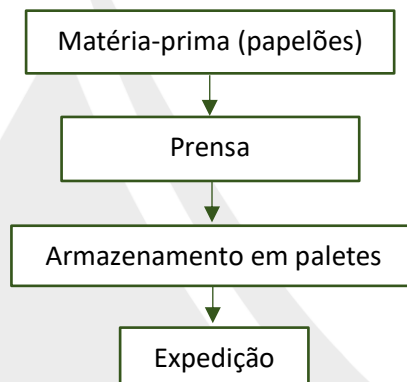 Matéria-prima (papelões)
Prensa
Armazenamento em paletes
Expedição